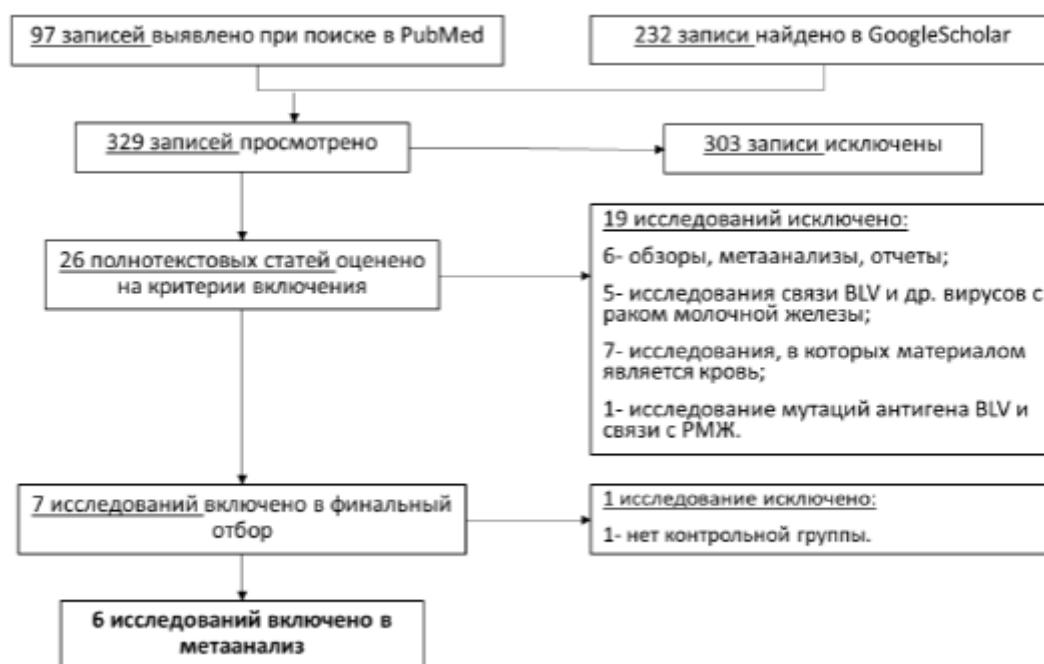 97 записей выявлено при поиске в PubMed
232 записи найдено в GoogleScholar
329 записей просмотрено
303 записи исключены
26 полнотекстовых статей оценено
на критерии включения
19 исследований исключено:
6- обзоры, метаанализы, отчеты;
5- исследования связи BLV и др. вирусов с
раком молочной железы;
7- исследования, в которых материалом
является кровь;
1- исследование мутаций антигена BLV и
связи с РМЖ.
7 исследований включено в финальный
отбор
1 исследование исключено:
1- нет контрольной группы.
6 исследований включено в
метаанализ